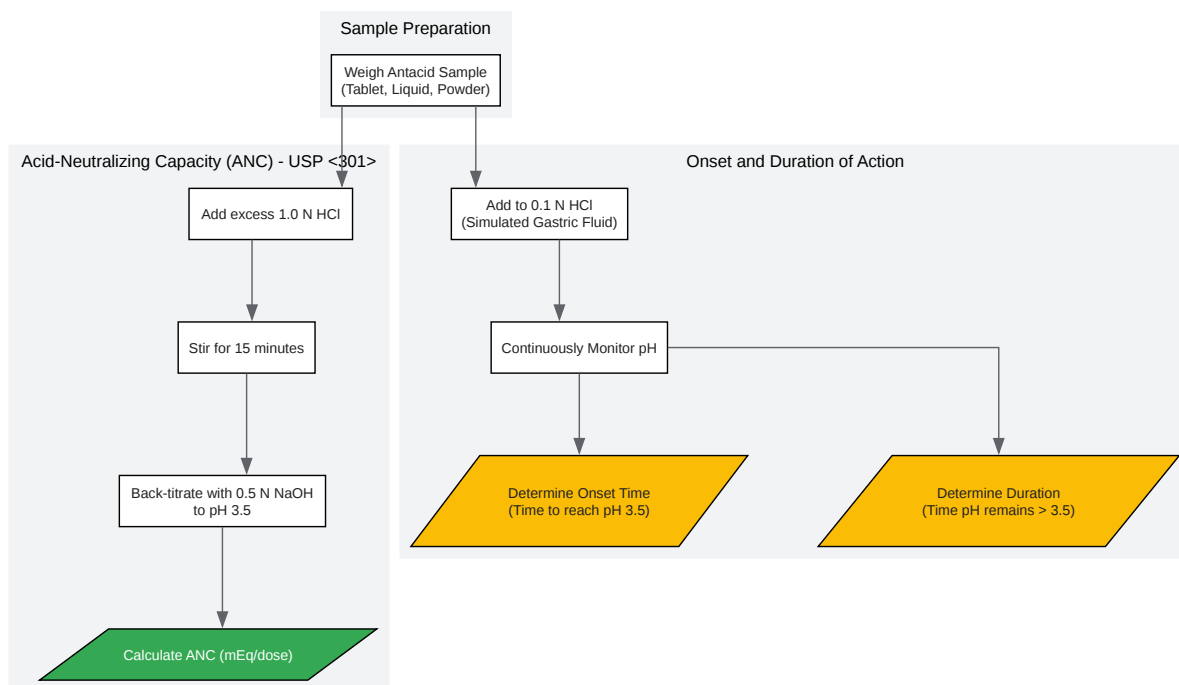 Sample Preparation
Weigh Antacid Sample
(Tablet, Liquid, Powder)
Acid-Neutralizing Capacity (ANC) - USP <301>
Add excess 1.0 N HCl
Stir for 15 minutes
Back-titrate with 0.5 N NaOH
to pH 3.5
Calculate ANC (mEq/dose)
Onset and Duration of Action
Add to 0.1 N HCl
(Simulated Gastric Fluid)
Continuously Monitor pH
Determine Onset Time
(Time to reach pH 3.5)
Determine Duration
(Time pH remains > 3.5)